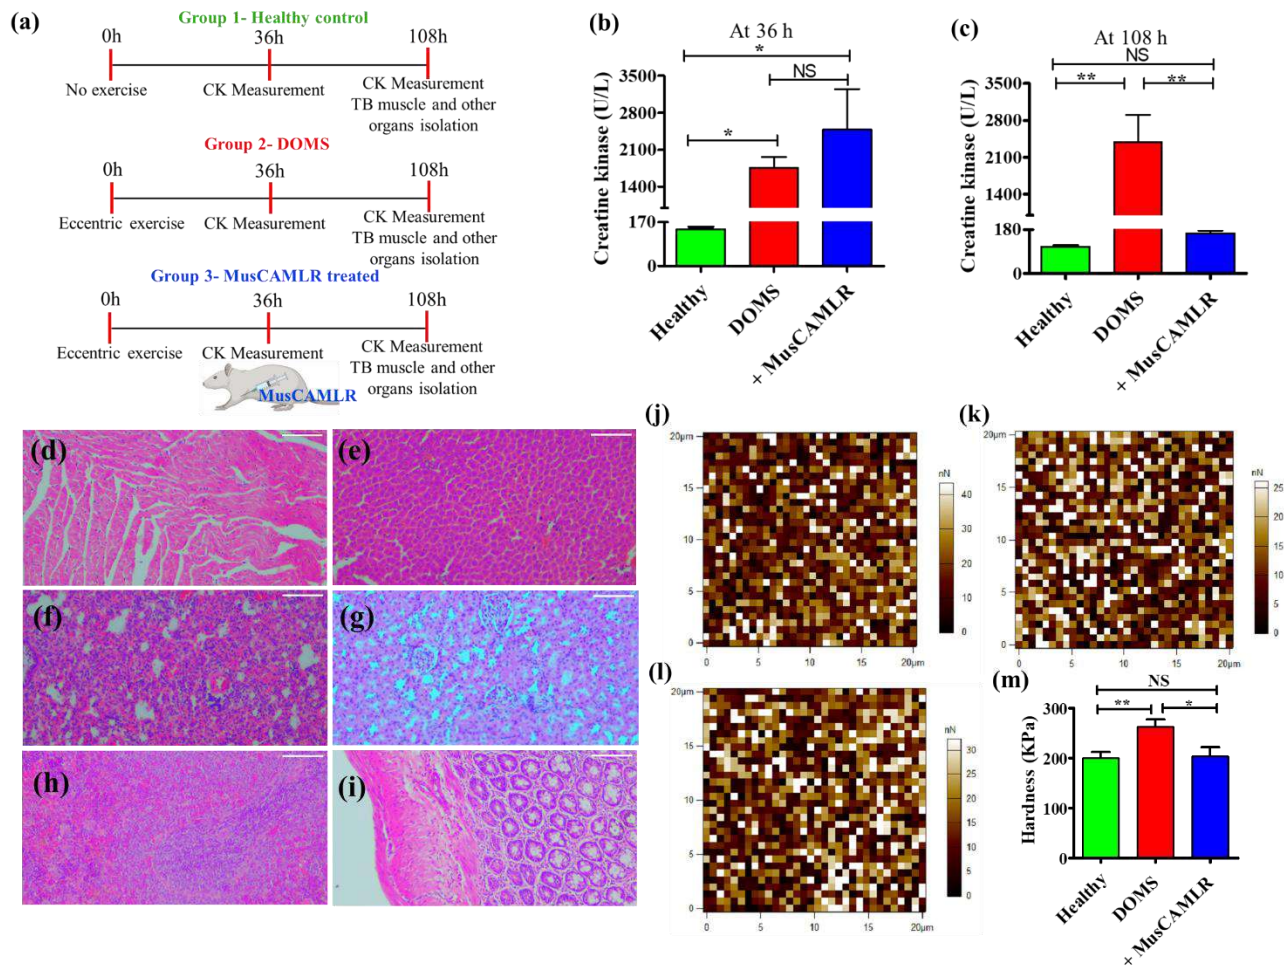 (a)
Group 1- Healthy control
0h 36h 108h
No exercise CK Measurement CK Measurement
TB muscle and other
organs isolation
Group 2- DOMS
0h 36h 108h
Eccentric exercise CK Measurement CK Measurement
TB muscle and other
organs isolation
Group 3- MusCAMLR treated
0h 36h 108h
Eccentric exercise CK Measurement CK Measurement
TB muscle and other
organs isolation
MusCAMLR
(b)
At 36 h
*
NS
*
Creatine kinase (U/L)
3500
2800
2100
1400
170
0
Healthy
DOMS
+ MusCAMLR
(c)
At 108 h
NS
** **
Creatine kinase (U/L)
3500
2800
2100
1400
180
0
Healthy
DOMS
+ MusCAMLR
(d)
(e)
(f)
(g)
(h)
(i)
(j)
20µm
15
10
5
0
0 5 10 15 20µm
nN
40
30
20
10
0
(k)
20µm
15
10
5
0
0 5 10 15 20µm
nN
25
20
15
10
5
0
(l)
20µm
15
10
5
0
0 5 10 15 20µm
nN
30
25
20
15
10
5
0
(m)
NS
** *
Hardness (KPa)
300
200
100
0
Healthy
DOMS
+ MusCAMLR